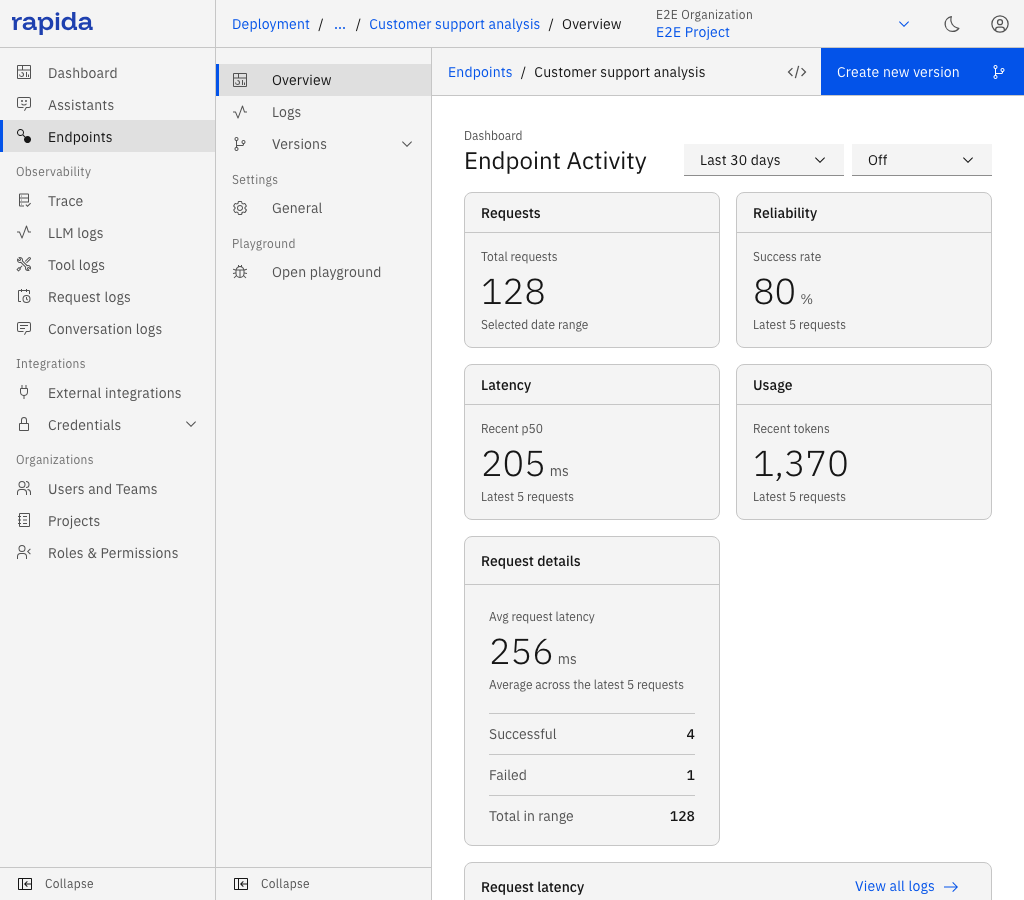 rapida
Deployment / ... / Customer support analysis / Overview
E2E Organization
E2E Project
Dashboard
Assistants
Endpoints
Observability
Trace
LLM logs
Tool logs
Request logs
Conversation logs
Integrations
External integrations
Credentials
Organizations
Users and Teams
Projects
Roles & Permissions
Collapse
Overview
Logs
Versions
Settings
General
Playground
Open playground
Collapse
Endpoints / Customer support analysis
</>
Create new version
Dashboard
Endpoint Activity
Last 30 days
Off
Requests
Total requests
128
Selected date range
Reliability
Success rate
80 %
Latest 5 requests
Latency
Recent p50
205 ms
Latest 5 requests
Usage
Recent tokens
1,370
Latest 5 requests
Request details
Avg request latency
256 ms
Average across the latest 5 requests
Successful 4
Failed 1
Total in range 128
Request latency
View all logs